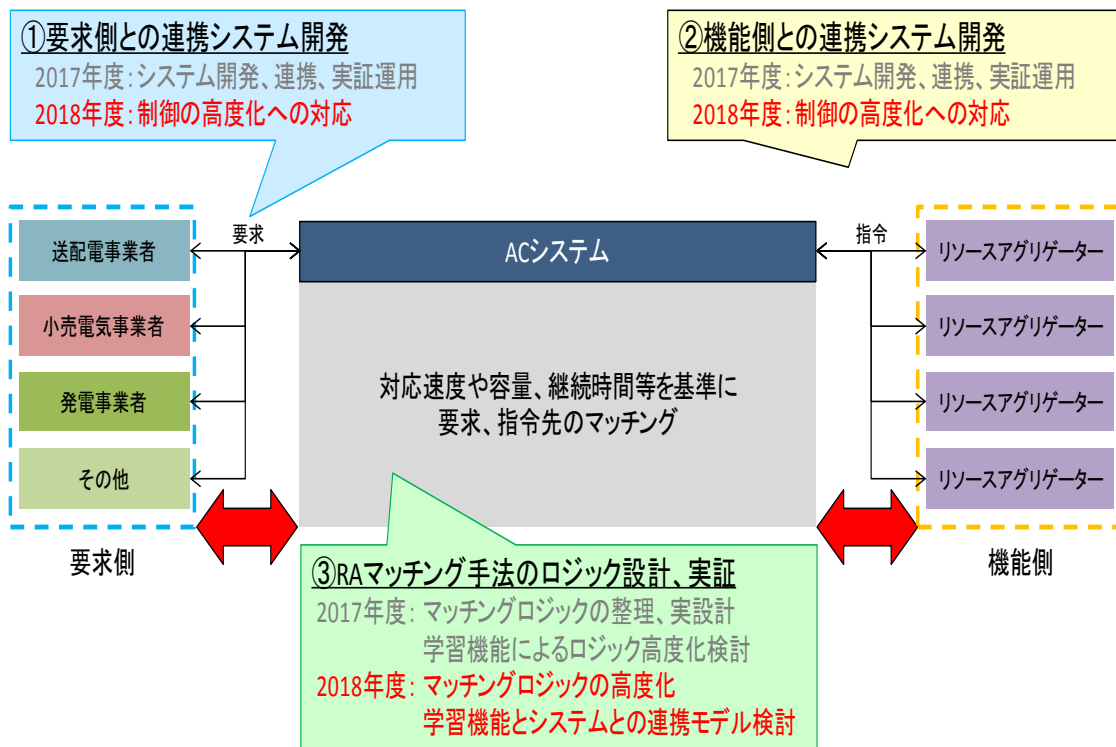 ①要求側との連携システム開発
2017年度:システム開発、連携、実証運用
2018年度:制御の高度化への対応
②機能側との連携システム開発
2017年度:システム開発、連携、実証運用
2018年度:制御の高度化への対応
送配電事業者
小売電気事業者
発電事業者
その他
要求側
要求
ACシステム
対応速度や容量、継続時間等を基準に
要求、指令先のマッチング
指令
リソースアグリゲーター
リソースアグリゲーター
リソースアグリゲーター
リソースアグリゲーター
機能側
③RAマッチング手法のロジック設計、実証
2017年度: マッチングロジックの整理、実設計
学習機能によるロジック高度化検討
2018年度: マッチングロジックの高度化
学習機能とシステムとの連携モデル検討